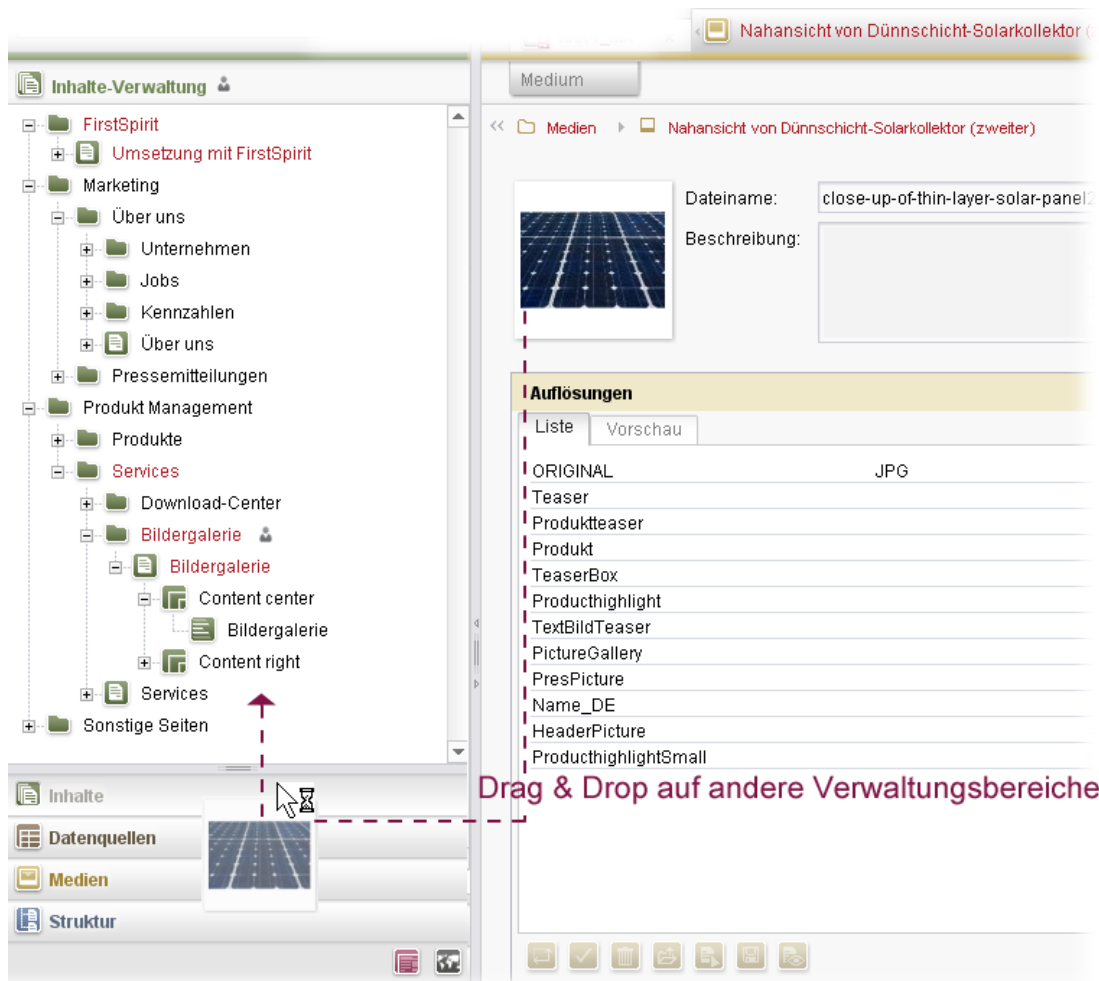 Nahansicht von Dünnschicht-Solarkollektor (
Inhalte-Verwaltung
Medium
FirstSpirit
Umsetzung mit FirstSpirit
Marketing
Über uns
Unternehmen
Jobs
Kennzahlen
Über uns
Pressemitteilungen
Produkt Management
Produkte
Services
Download-Center
Bildergalerie
Bildergalerie
Content center
Bildergalerie
Content right
Services
Sonstige Seiten
Inhalte
Datenquellen
Medien
Struktur
Medien Nahansicht von Dünnschicht-Solarkollektor (zweiter)
Dateiname: close-up-of-thin-layer-solar-panel2
Beschreibung:
Auflösungen
Liste Vorschau
ORIGINAL JPG
Teaser
Produktteaser
Produkt
TeaserBox
Producthighlight
TextBildTeaser
PictureGallery
PresPicture
Name_DE
HeaderPicture
ProducthighlightSmall
Drag & Drop auf andere Verwaltungsbereiche